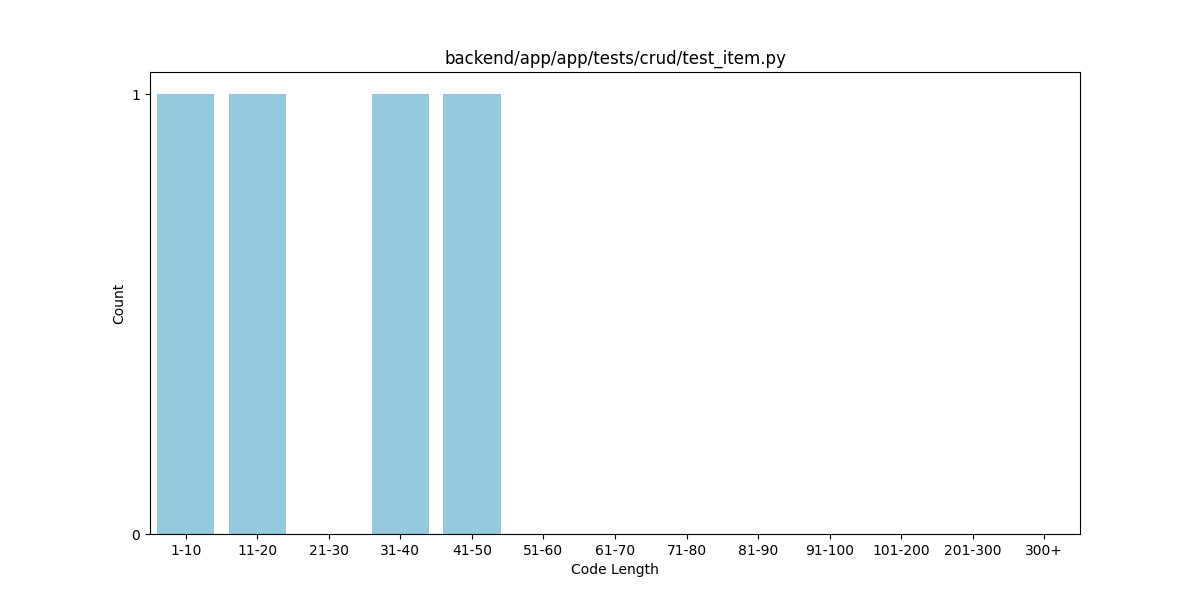 backend/app/app/tests/crud/test_item.py
1
Count
0
1-10 11-20 21-30 31-40 41-50 51-60 61-70 71-80 81-90 91-100 101-200 201-300 300+
Code Length